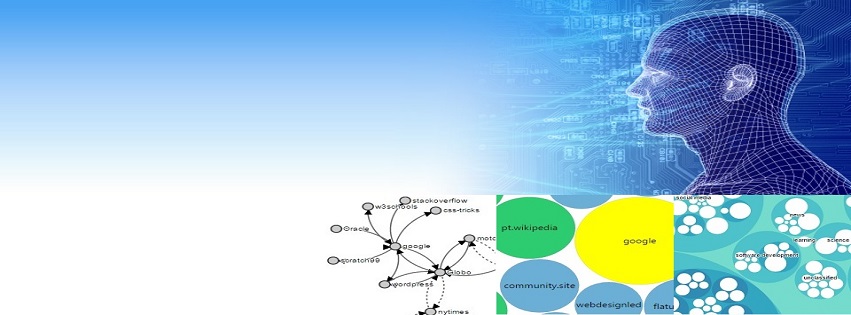 stackoverflow
w3schools
css-tricks
Oracle
google
scratch99
globo
wordpress
nytimes
pt.wikipedia
google
community.site
webdesignled
flatu
social media
news
learning
science
software development
unclassified